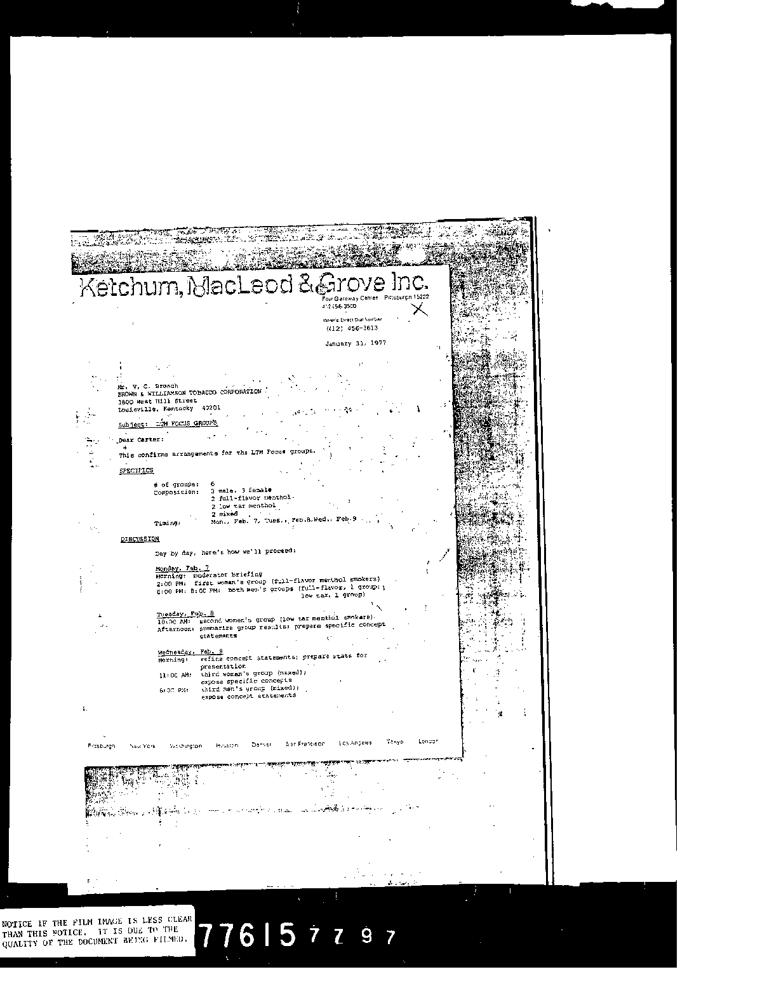 Ketchum, MacLeod & Grove Inc.
Four Gateway Center Pittsburgh 15222
412/456-3500
Writer's Direct Dial Number
(412) 456-3613
January 31, 1977
Mr. V. C. Broach
BROWN & WILLIAMSON TOBACCO CORPORATION
1600 West Hill Street
Louisville, Kentucky 40201
Subject: LTM FOCUS GROUPS
Dear Carter:
This confirms arrangements for the LTM Focus groups.
SPECIFICS
# of groups: 6
Composition: 3 male, 3 female
2 full-flavor menthol
2 low tar menthol
2 mixed
Timing: Mon., Feb. 7, Tues., Feb.8,Wed., Feb.9
DISCUSSION
Day by day, here's how we'll proceed:
Monday, Feb. 7
Morning: moderator briefing
2:00 PM: first women's group (full-flavor menthol smokers)
6:00 PM; 8:00 PM: both men's groups (full-flavor, 1 group;
low tar, 1 group)
Tuesday, Feb. 8
10:00 AM: second women's group (low tar menthol smokers).
Afternoon: summarize group results; prepare specific concept
statements
Wednesday, Feb. 9
Morning: refine concept statements; prepare stats for
presentation
11:00 AM: third woman's group (mixed);
expose specific concepts
6:00 PM: third men's group (mixed);
expose concept statements
Pittsburgh New York Washington Houston Denver San Francisco Los Angeles Tokyo London
NOTICE IF THE FILM IMAGE IS LESS CLEAR
THAN THIS NOTICE, IT IS DUE TO THE
QUALITY OF THE DOCUMENT BEING FILMED.
776157297